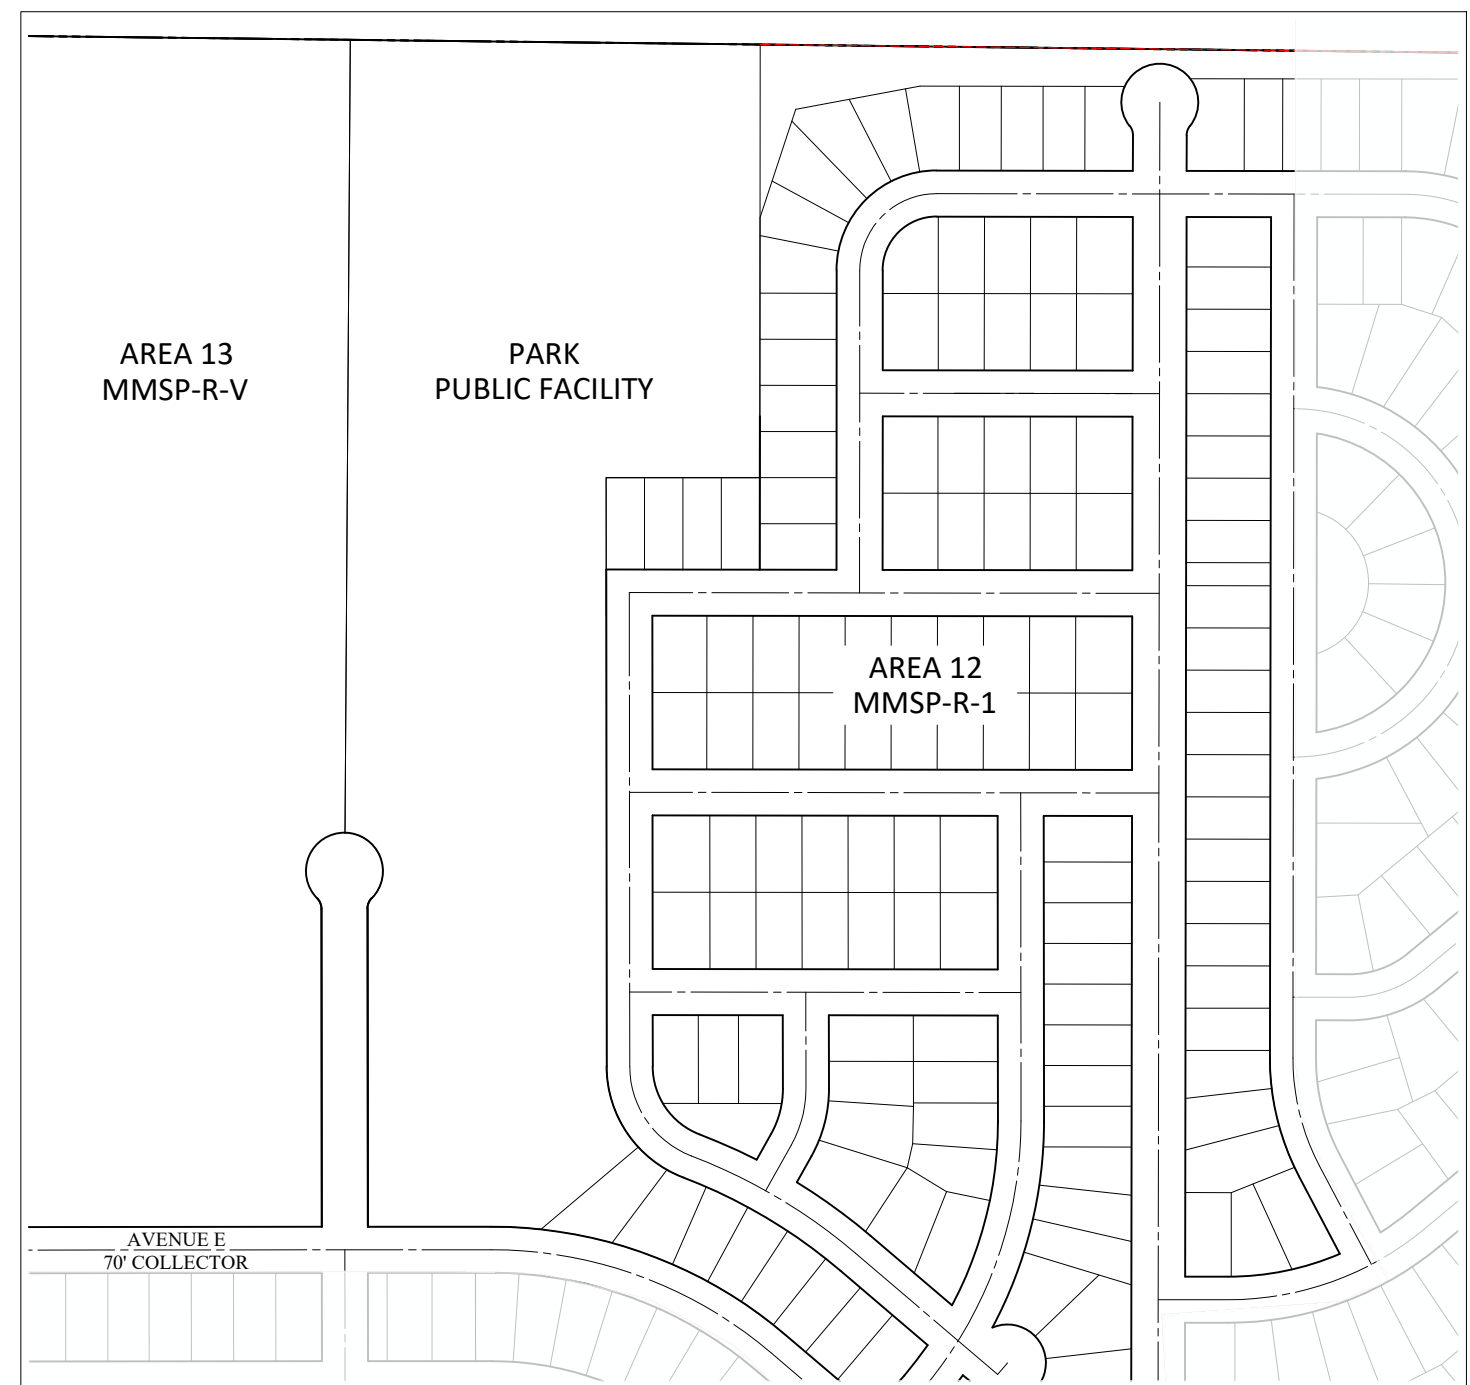 AREA 13
MMSP-R-V
PARK
PUBLIC FACILITY
AREA 12
MMSP-R-1
AVENUE E
70' COLLECTOR